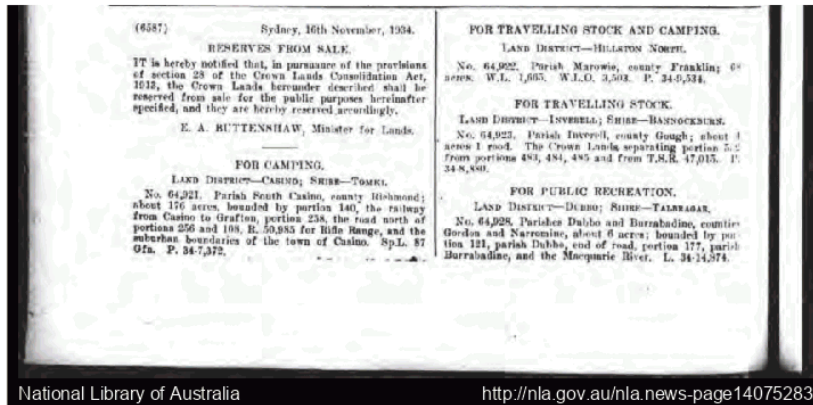 (6587) Sydney, 16th November, 1934.
RESERVES FROM SALE.
IT is hereby notified that, in pursuance of the provisions
of section 28 of the Crown Lands Consolidation Act,
1913, the Crown Lands hereunder described shall be
reserved from sale for the public purposes hereinafter
specified, and they are hereby reserved accordingly.
E. A. BUTTENSHAW, Minister for Lands.
FOR CAMPING.
LAND DISTRICT—CASINO; SHIRE—TOMKI.
No. 64,921. Parish South Casino, county Richmond;
about 176 acres, bounded by portion 140, the railway
from Casino to Grafton, portion 258, the road north of
portions 256 and 108, R. 50,985 for Rifle Range, and the
suburban boundaries of the town of Casino. Sp.L. 87
Gfn. P. 34-7,372.
FOR TRAVELLING STOCK AND CAMPING.
LAND DISTRICT—HILLSTON NORTH.
No. 64,922. Parish Marowie, county Franklin;
acres. W.L. 1,665. W.L.O. 3,503. P. 34-9,534.
FOR TRAVELLING STOCK.
LAND DISTRICT—INVERELL; SHIRE—BANNOCKBURN.
No. 64,923. Parish Inverell, county Gough; about
acres 1 rood. The Crown Lands separating portion
from portions 483, 484, 485 and from T.S.R. 47,015. P.
34-8,880.
FOR PUBLIC RECREATION.
LAND DISTRICT—DUBBO; SHIRE—TALBRAGAR.
No. 64,928. Parishes Dubbo and Burrabadine, counties
Gordon and Narromine, about 6 acres; bounded by por-
tion 121, parish Dubbo, end of road, portion 177, parish
Burrabadine, and the Macquarie River. L. 34-14,874.
National Library of Australia http://nla.gov.au/nla.news-page14075283